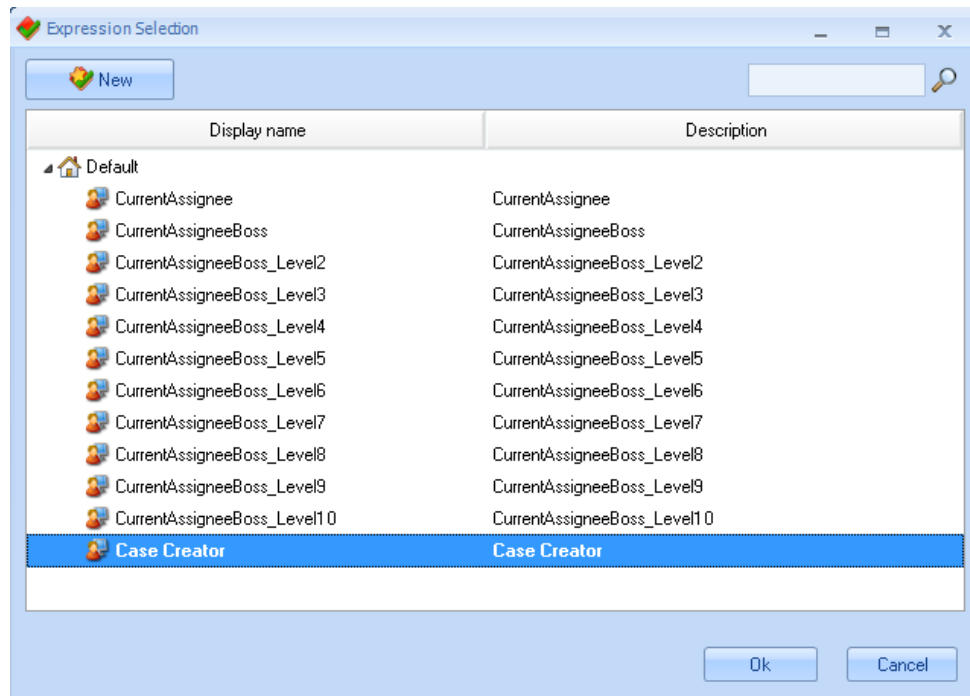 Expression Selection
New
Display name Description
Default
CurrentAssignee CurrentAssignee
CurrentAssigneeBoss CurrentAssigneeBoss
CurrentAssigneeBoss_Level2 CurrentAssigneeBoss_Level2
CurrentAssigneeBoss_Level3 CurrentAssigneeBoss_Level3
CurrentAssigneeBoss_Level4 CurrentAssigneeBoss_Level4
CurrentAssigneeBoss_Level5 CurrentAssigneeBoss_Level5
CurrentAssigneeBoss_Level6 CurrentAssigneeBoss_Level6
CurrentAssigneeBoss_Level7 CurrentAssigneeBoss_Level7
CurrentAssigneeBoss_Level8 CurrentAssigneeBoss_Level8
CurrentAssigneeBoss_Level9 CurrentAssigneeBoss_Level9
CurrentAssigneeBoss_Level10 CurrentAssigneeBoss_Level10
Case Creator Case Creator
Ok Cancel